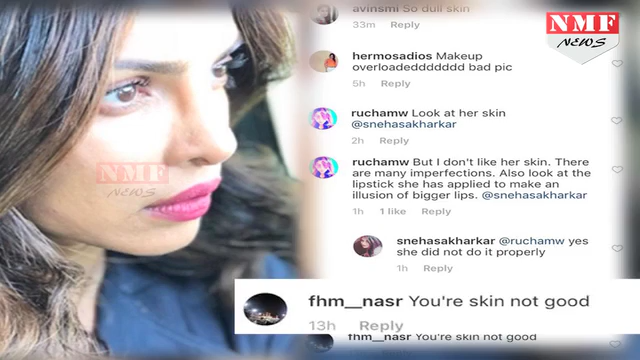 avinsmi So dull skin
33m Reply
NMF
NEWS
hermosadios Makeup
overloadeddddddd bad pic
5h Reply
ruchamw Look at her skin
@snehasakharkar
2h Reply
ruchamw But I don't like her skin. There
are many imperfections. Also look at the
lipstick she has applied to make an
illusion of bigger lips. @snehasakharkar
1h 1 like Reply
NMF
NEWS
snehasakharkar @ruchamw yes
she did not do it properly
1h Reply
fhm__nasr You're skin not good
13h Reply
fhm__nasr You're skin not good